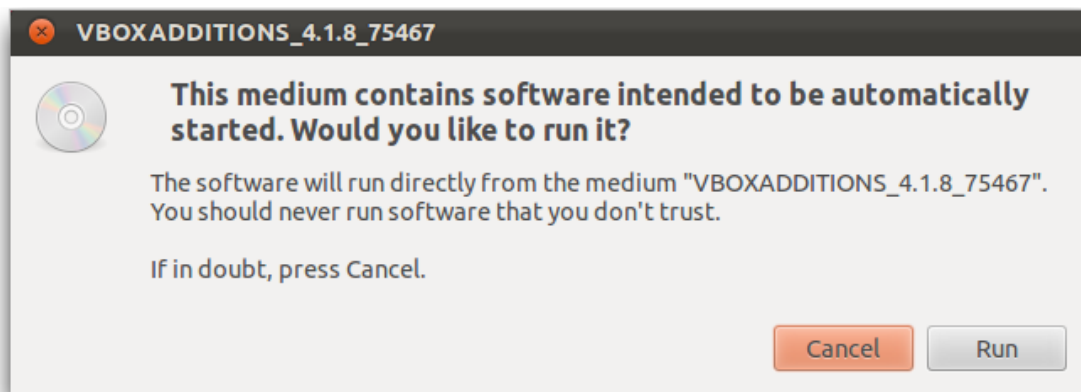 VBOXADDITIONS_4.1.8_75467
This medium contains software intended to be automatically
started. Would you like to run it?
The software will run directly from the medium "VBOXADDITIONS_4.1.8_75467".
You should never run software that you don't trust.
If in doubt, press Cancel.
Cancel Run